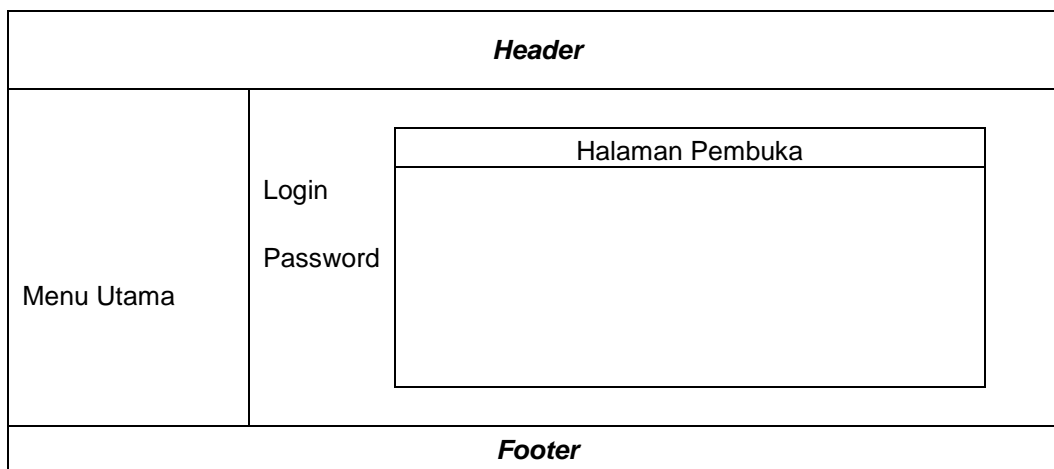 Header
Halaman Pembuka
Login
Password
Menu Utama
Footer